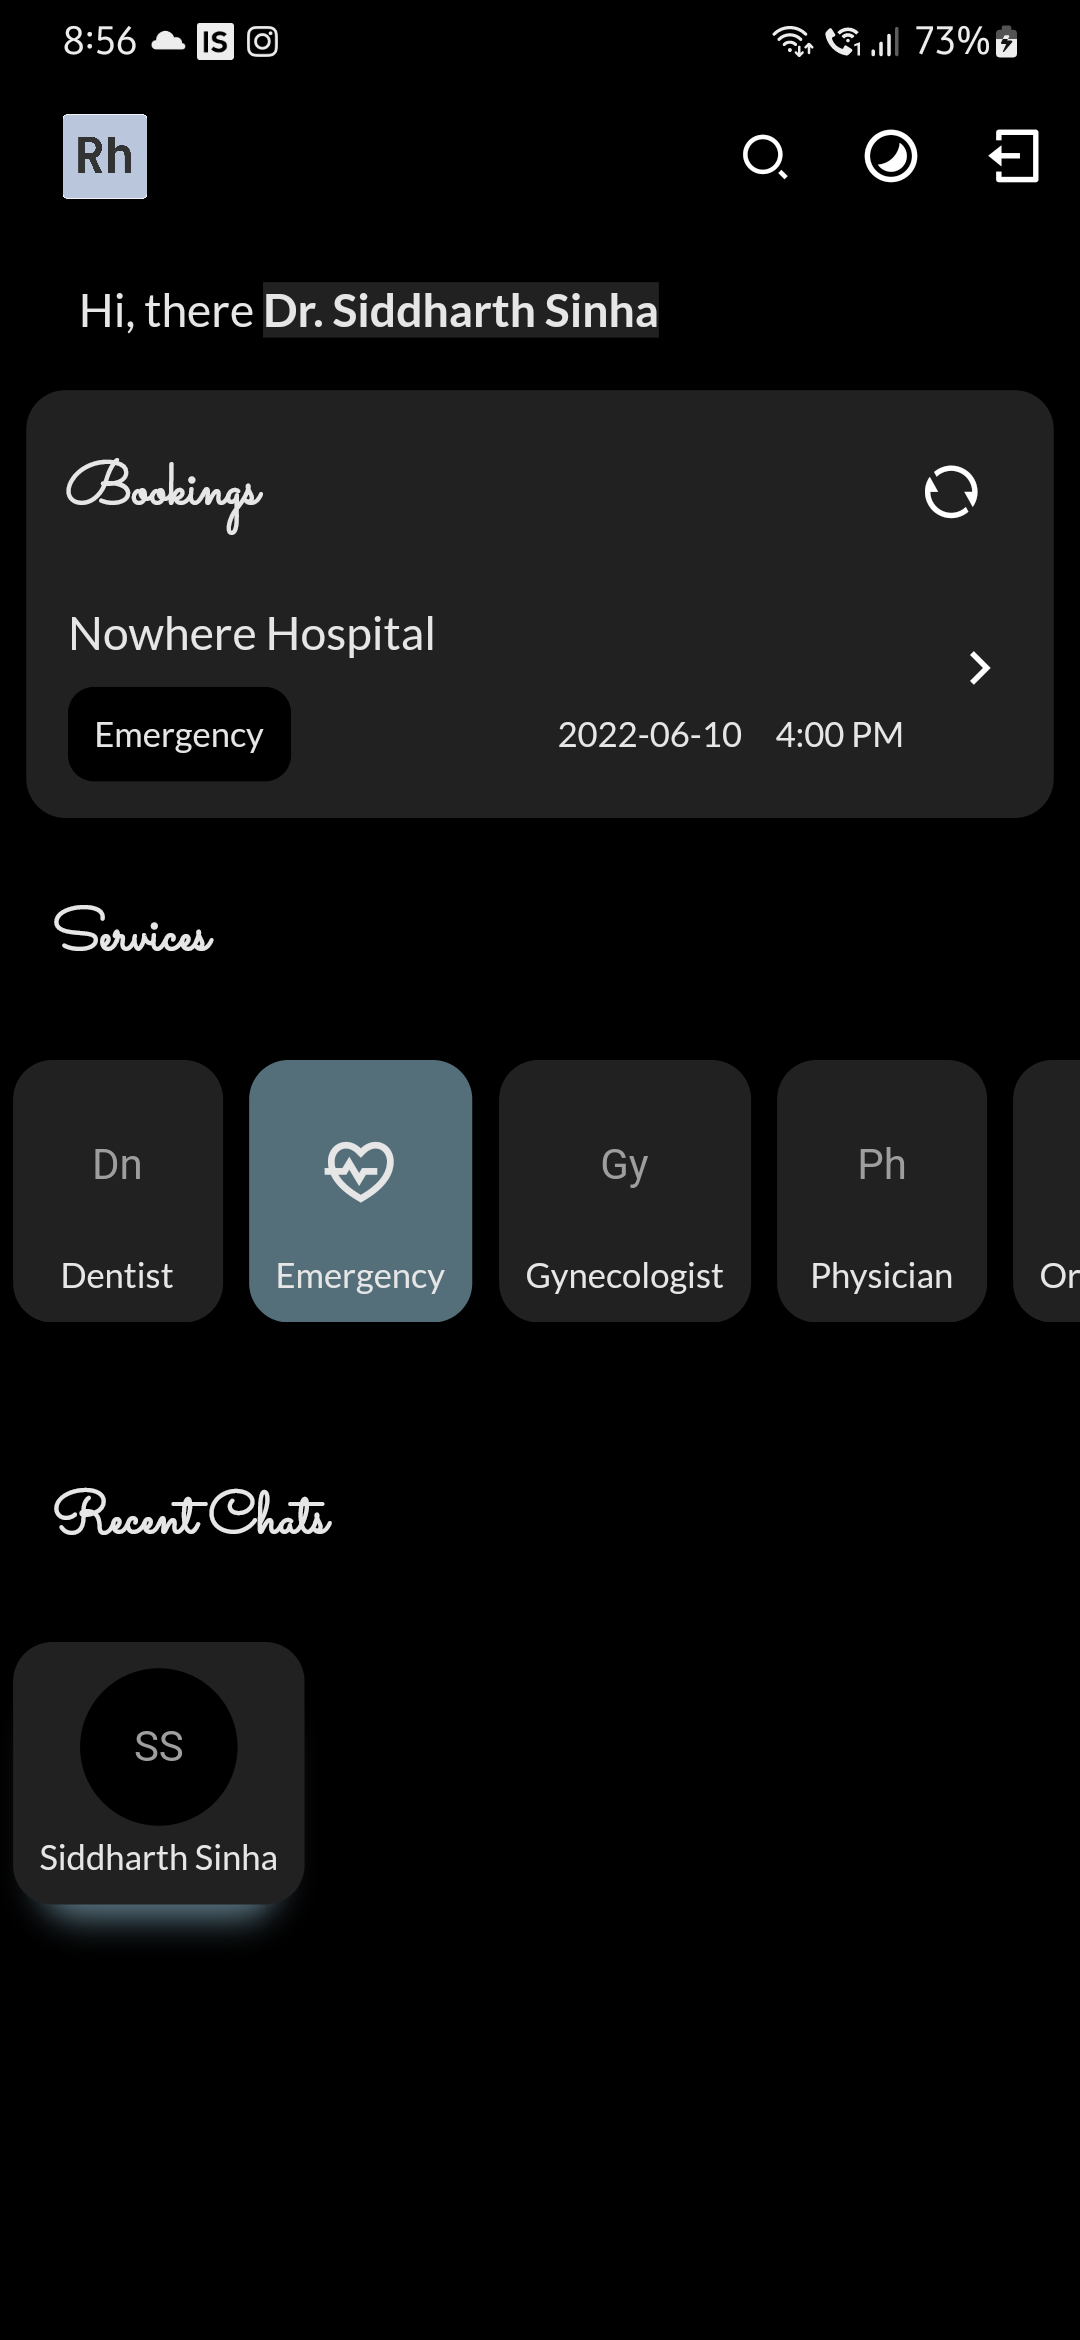 8:56 IS 73%
Rh
Hi, there Dr. Siddharth Sinha
Bookings
Nowhere Hospital
Emergency 2022-06-10 4:00 PM
Services
Dn Gy Ph
Dentist Emergency Gynecologist Physician Or
Recent Chats
SS
Siddharth Sinha